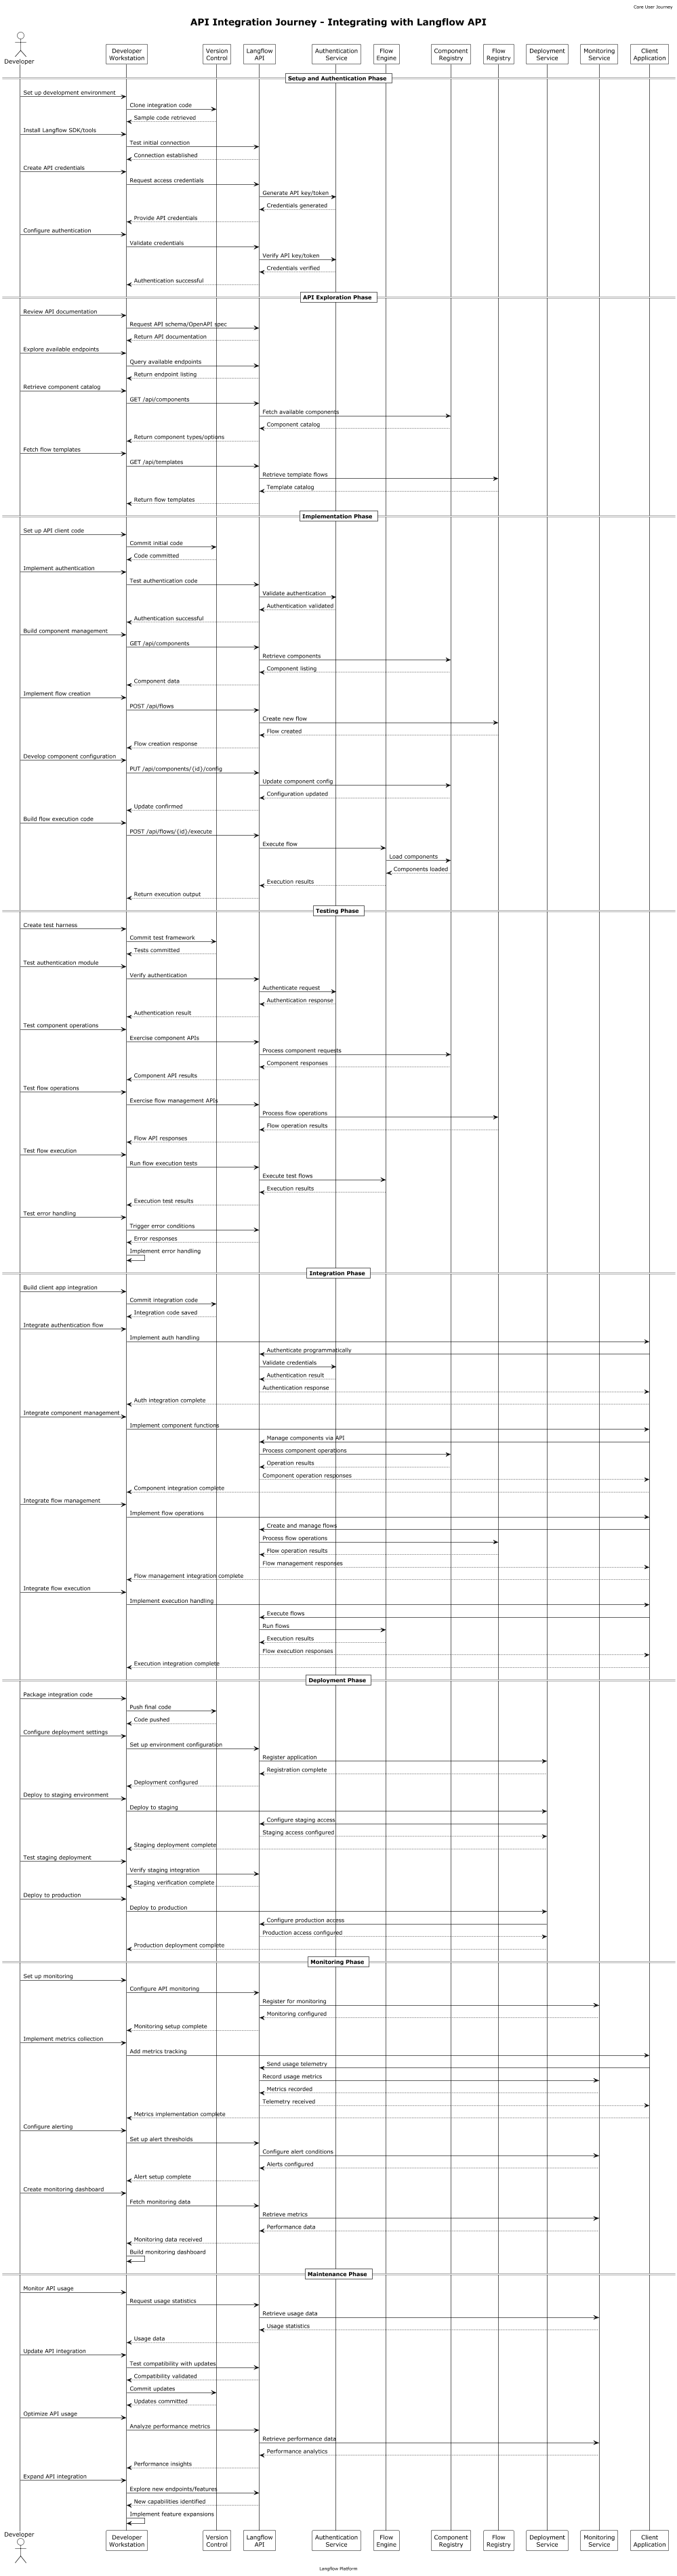 Core User Journey
API Integration Journey - Integrating with Langflow API
Developer
Developer
Workstation
Version
Control
Langflow
API
Authentication
Service
Flow
Engine
Component
Registry
Flow
Registry
Deployment
Service
Monitoring
Service
Client
Application
Setup and Authentication Phase
Set up development environment
Clone integration code
Sample code retrieved
Install Langflow SDK/tools
Test initial connection
Connection established
Create API credentials
Request access credentials
Generate API key/token
Credentials generated
Provide API credentials
Configure authentication
Validate credentials
Verify API key/token
Credentials verified
Authentication successful
API Exploration Phase
Review API documentation
Request API schema/OpenAPI spec
Return API documentation
Explore available endpoints
Query available endpoints
Return endpoint listing
Retrieve component catalog
GET /api/components
Fetch available components
Component catalog
Return component types/options
Fetch flow templates
GET /api/templates
Retrieve template flows
Template catalog
Return flow templates
Implementation Phase
Set up API client code
Commit initial code
Code committed
Implement authentication
Test authentication code
Validate authentication
Authentication validated
Authentication successful
Build component management
GET /api/components
Retrieve components
Component listing
Component data
Implement flow creation
POST /api/flows
Create new flow
Flow created
Flow creation response
Develop component configuration
PUT /api/components/{id}/config
Update component config
Configuration updated
Update confirmed
Build flow execution code
POST /api/flows/{id}/execute
Execute flow
Load components
Components loaded
Execution results
Return execution output
Testing Phase
Create test harness
Commit test framework
Tests committed
Test authentication module
Verify authentication
Authenticate request
Authentication response
Authentication result
Test component operations
Exercise component APIs
Process component requests
Component responses
Component API results
Test flow operations
Exercise flow management APIs
Process flow operations
Flow operation results
Flow API responses
Test flow execution
Run flow execution tests
Execute test flows
Execution results
Execution test results
Test error handling
Trigger error conditions
Error responses
Implement error handling
Integration Phase
Build client app integration
Commit integration code
Integration code saved
Integrate authentication flow
Implement auth handling
Authenticate programmatically
Validate credentials
Authentication result
Authentication response
Auth integration complete
Integrate component management
Implement component functions
Manage components via API
Process component operations
Operation results
Component operation responses
Component integration complete
Integrate flow management
Implement flow operations
Create and manage flows
Process flow operations
Flow operation results
Flow management responses
Flow management integration complete
Integrate flow execution
Implement execution handling
Execute flows
Run flows
Execution results
Flow execution responses
Execution integration complete
Deployment Phase
Package integration code
Push final code
Code pushed
Configure deployment settings
Set up environment configuration
Register application
Registration complete
Deployment configured
Deploy to staging environment
Deploy to staging
Configure staging access
Staging access configured
Staging deployment complete
Test staging deployment
Verify staging integration
Staging verification complete
Deploy to production
Deploy to production
Configure production access
Production access configured
Production deployment complete
Monitoring Phase
Set up monitoring
Configure API monitoring
Register for monitoring
Monitoring configured
Monitoring setup complete
Implement metrics collection
Add metrics tracking
Send usage telemetry
Record usage metrics
Metrics recorded
Telemetry received
Metrics implementation complete
Configure alerting
Set up alert thresholds
Configure alert conditions
Alerts configured
Alert setup complete
Create monitoring dashboard
Fetch monitoring data
Retrieve metrics
Performance data
Monitoring data received
Build monitoring dashboard
Maintenance Phase
Monitor API usage
Request usage statistics
Retrieve usage data
Usage statistics
Usage data
Update API integration
Test compatibility with updates
Compatibility validated
Commit updates
Updates committed
Optimize API usage
Analyze performance metrics
Retrieve performance data
Performance analytics
Performance insights
Expand API integration
Explore new endpoints/features
New capabilities identified
Implement feature expansions
Developer
Developer
Workstation
Version
Control
Langflow
API
Authentication
Service
Flow
Engine
Component
Registry
Flow
Registry
Deployment
Service
Monitoring
Service
Client
Application
Langflow Platform